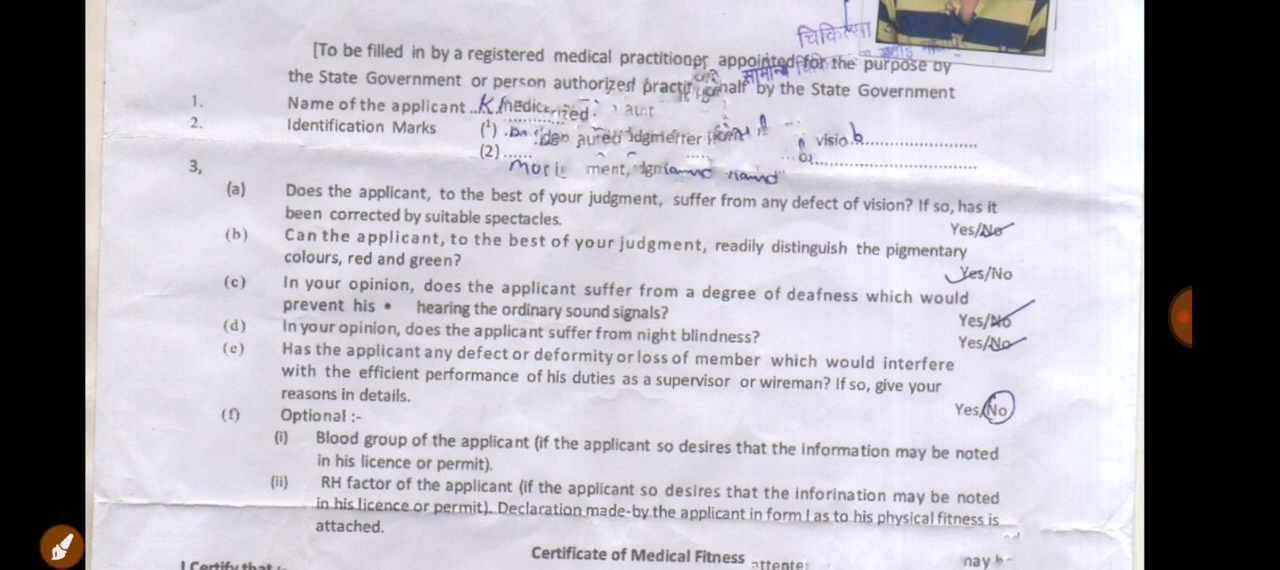 चिकित्सा
[To be filled in by a registered medical practitioner appointed for the purpose by
सामान्य
the State Government or person authorized by the State Government
1. Name of the applicant ..K
2. Identification Marks (1)
(2) ......
3,
(a) Does the applicant, to the best of your judgment, suffer from any defect of vision? If so, has it
been corrected by suitable spectacles.
Yes/No
(b) Can the applicant, to the best of your judgment, readily distinguish the pigmentary
colours, red and green?
Yes/No
(c) In your opinion, does the applicant suffer from a degree of deafness which would
prevent his • hearing the ordinary sound signals?
Yes/No
(d) In your opinion, does the applicant suffer from night blindness?
Yes/No
(e) Has the applicant any defect or deformity or loss of member which would interfere
with the efficient performance of his duties as a supervisor or wireman? If so, give your
reasons in details.
Yes/No
(f) Optional :-
(i) Blood group of the applicant (if the applicant so desires that the information may be noted
in his licence or permit).
(ii) RH factor of the applicant (if the applicant so desires that the inforination may be noted
in his licence or permit). Declaration made-by the applicant in form I as to his physical fitness is
attached.
Certificate of Medical Fitness
I Certify that
may